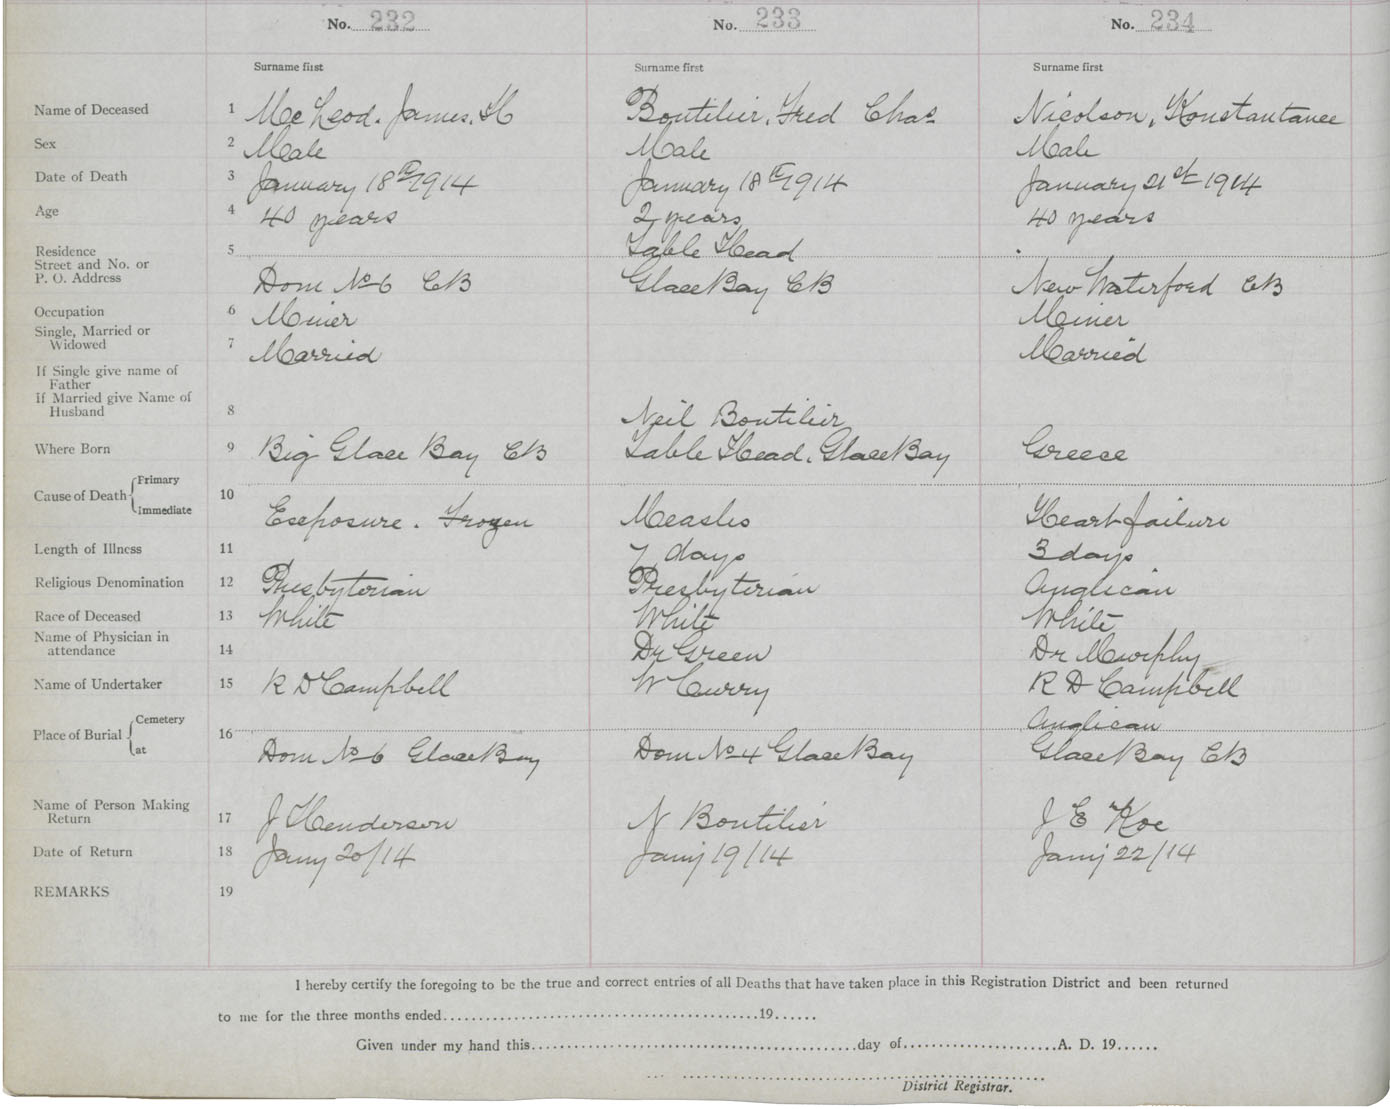 No. 232 No. 233 No. 234
Surname first Surname first Surname first
Name of Deceased 1 McLeod. James. H Boutilier, Fred Chas Nicolson, Konstantance
Sex 2 Male Male Male
Date of Death 3 January 18th 1914 January 18th 1914 January 21st 1914
Age 4 40 years 2 years 40 years
Residence 5 Table Head
Street and No. or
P. O. Address Dom No 6 CB Glace Bay CB New Waterford CB
Occupation 6 Miner Miner
Single, Married or
Widowed 7 Married Married
If Single give name of
Father
If Married give Name of
Husband 8 Neil Boutilier
Where Born 9 Big Glace Bay CB Table Head, Glace Bay Greece
Cause of Death Primary 10
Immediate Exposure. Frozen Measles Heart failure
Length of Illness 11 7 days 3 days
Religious Denomination 12 Presbyterian Presbyterian Anglican
Race of Deceased 13 White White White
Name of Physician in
attendance 14 Dr Green Dr Murphy
Name of Undertaker 15 R D Campbell W Curry R D Campbell
Place of Burial Cemetery 16 Anglican
at Dom No 6 Glace Bay Dom No 4 Glace Bay Glace Bay CB
Name of Person Making
Return 17 J Henderson N Boutilier J E Koe
Date of Return 18 Jany 20/14 Jany 19/14 Jany 22/14
REMARKS 19
I hereby certify the foregoing to be the true and correct entries of all Deaths that have taken place in this Registration District and been returned
to me for the three months ended 19
Given under my hand this day of A. D. 19
District Registrar.